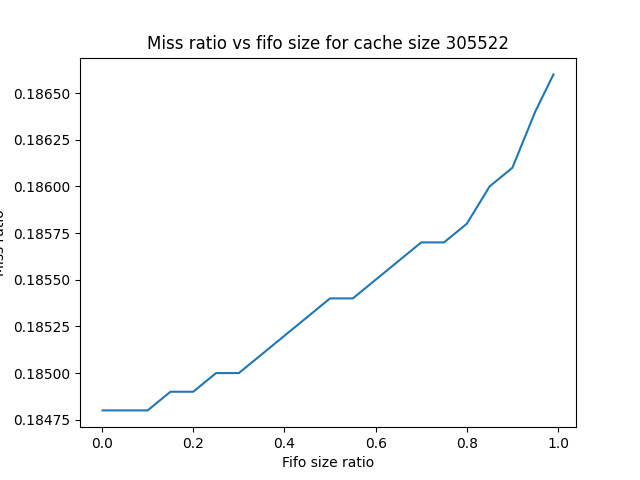 Miss ratio vs fifo size for cache size 305522
0.18650
0.18625
0.18600
0.18575
0.18550
0.18525
0.18500
0.18475
Miss ratio
0.0 0.2 0.4 0.6 0.8 1.0
Fifo size ratio